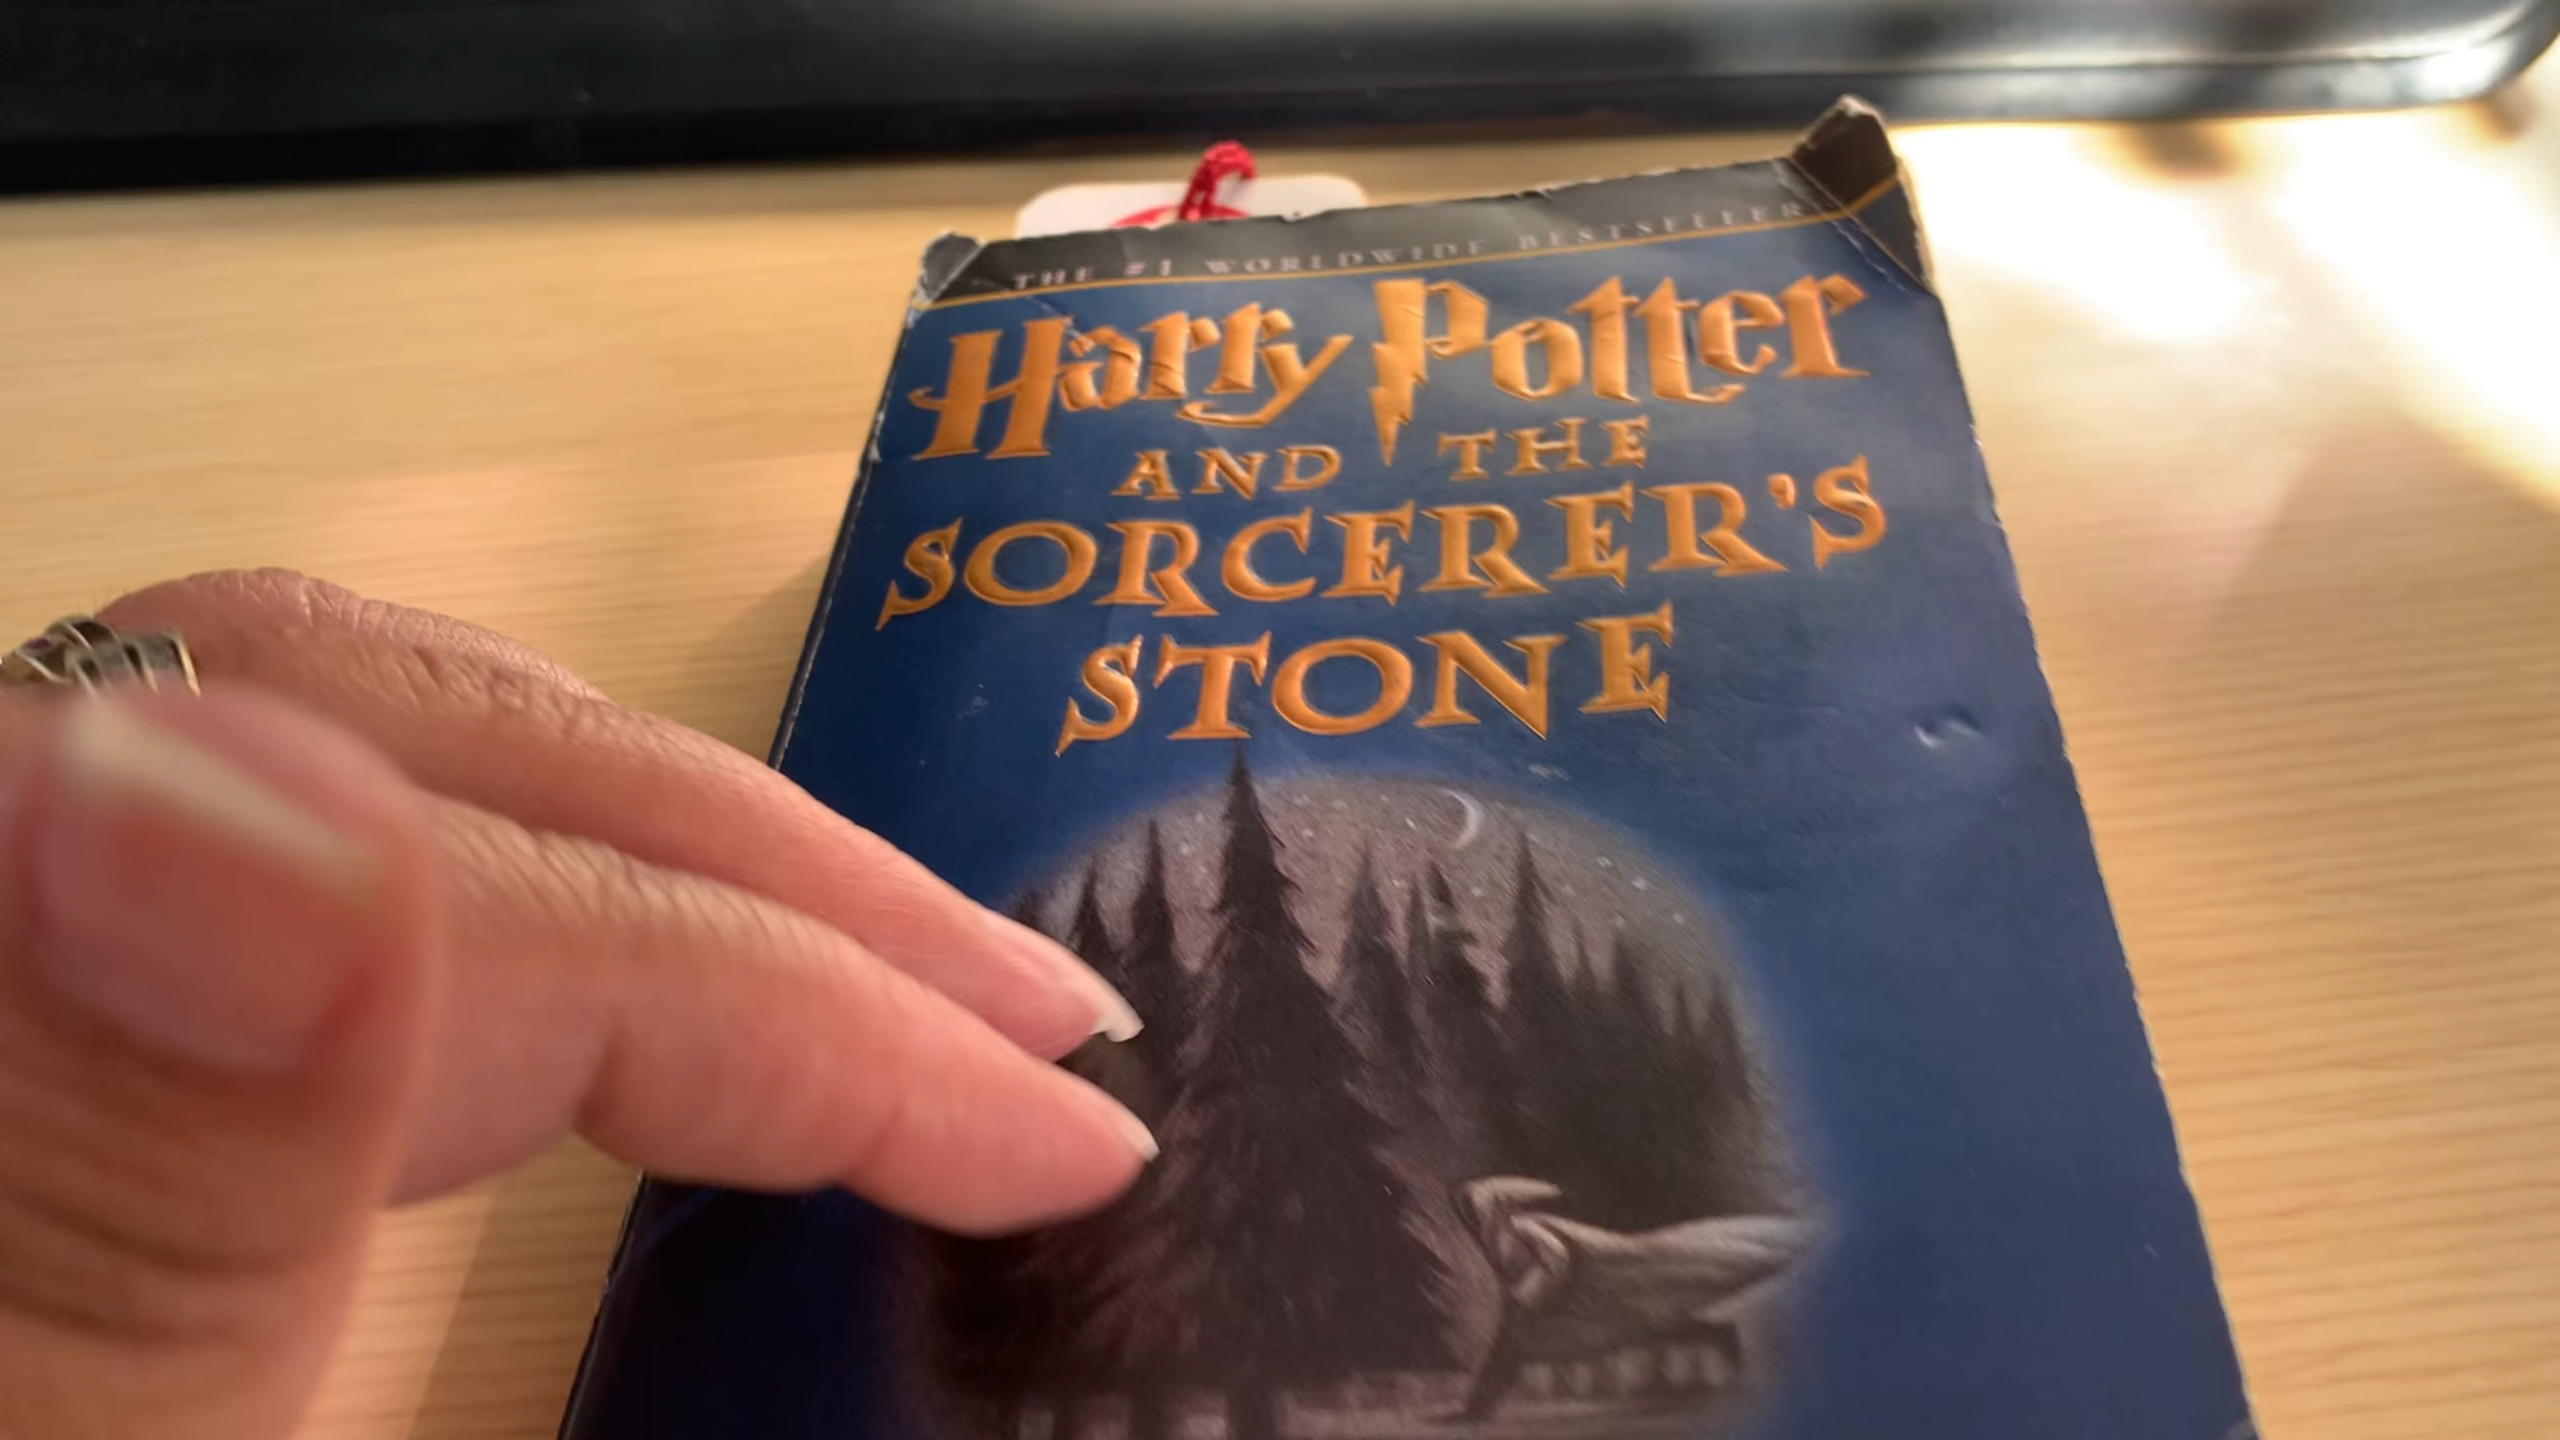 THE #1 WORLDWIDE BESTSELLER
Harry Potter
AND THE
SORCERER'S
STONE